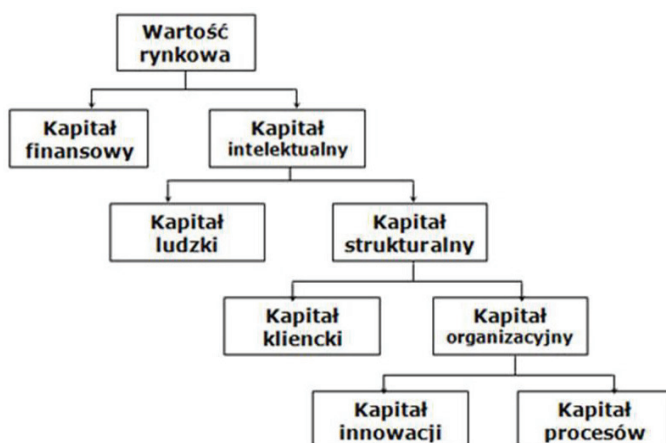 Wartość
rynkowa
Kapitał
finansowy
Kapitał
intelektualny
Kapitał
ludzki
Kapitał
strukturalny
Kapitał
kliencki
Kapitał
organizacyjny
Kapitał
innowacji
Kapitał
procesów